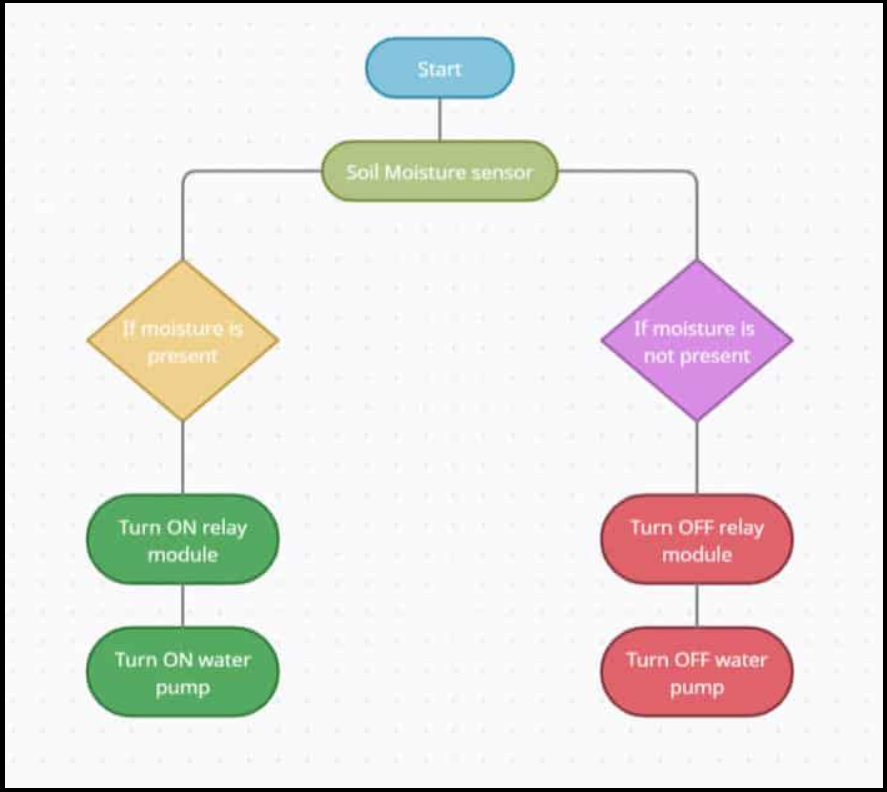 Start
Soil Moisture sensor
If moisture is
present
If moisture is
not present
Turn ON relay
module
Turn OFF relay
module
Turn ON water
pump
Turn OFF water
pump